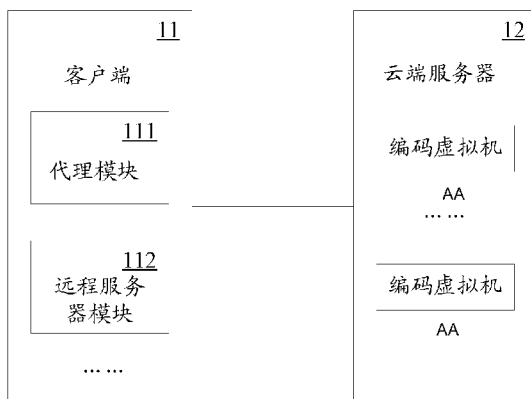 11
客户端
111
代理模块
112
远程服务
器模块
... ...
12
云端服务器
编码虚拟机
AA
... ...
编码虚拟机
AA